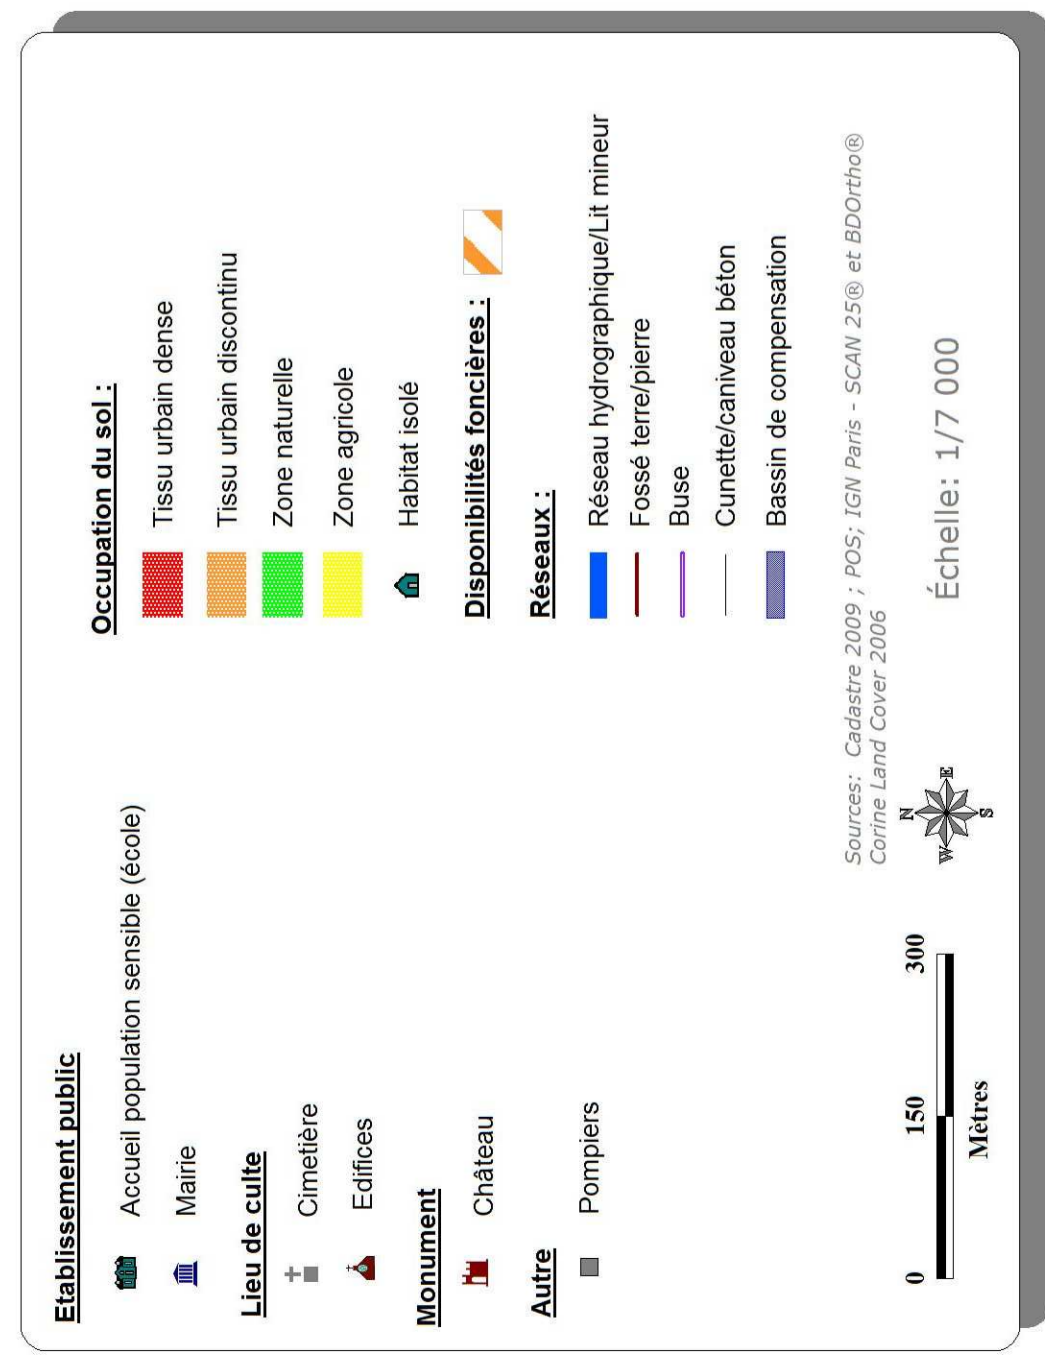 Etablissement public
Accueil population sensible (école)
Mairie
Lieu de culte
Cimetière
Edifices
Monument
Château
Autre
Pompiers
Occupation du sol :
Tissu urbain dense
Tissu urbain discontinu
Zone naturelle
Zone agricole
Habitat isolé
Disponibilités foncières :
Réseaux :
Réseau hydrographique/Lit mineur
Fossé terre/pierre
Buse
Cunette/caniveau béton
Bassin de compensation
Sources: Cadastre 2009 ; POS; IGN Paris - SCAN 25® et BDOrtho®
Corine Land Cover 2006
0 150 300
Mètres
N
W E
S
Échelle: 1/7 000